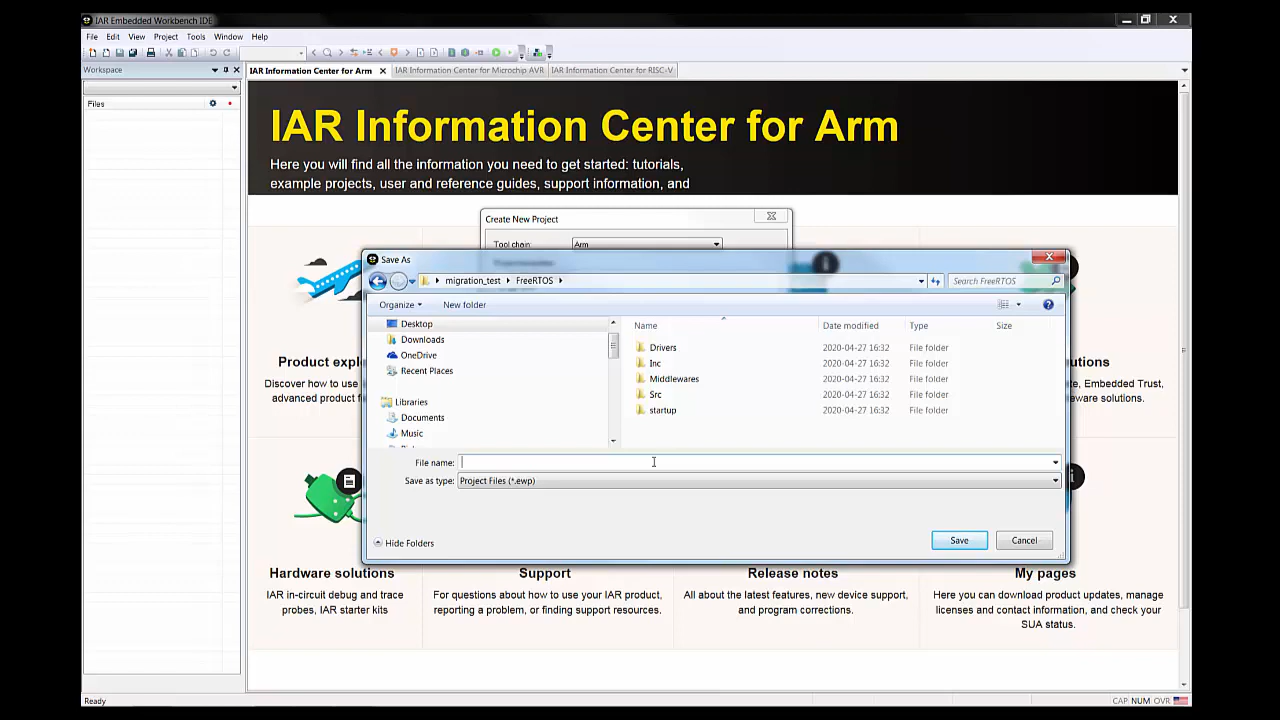 IAR Embedded Workbench IDE
File Edit View Project Tools Window Help
Workspace
IAR Information Center for Arm
IAR Information Center for Microchip AVR
IAR Information Center for RISC-V
Files
IAR Information Center for Arm
Here you will find all the information you need to get started: tutorials,
example projects, user and reference guides, support information, and
Create New Project
Tool chain: Arm
Save As
migration_test FreeRTOS
Search FreeRTOS
Organize New folder
Desktop
Downloads
OneDrive
Recent Places
Libraries
Documents
Music
Name Date modified Type Size
Drivers 2020-04-27 16:32 File folder
Inc 2020-04-27 16:32 File folder
Middlewares 2020-04-27 16:32 File folder
Src 2020-04-27 16:32 File folder
startup 2020-04-27 16:32 File folder
File name:
Save as type: Project Files (*.ewp)
Hide Folders
Save Cancel
Product expl
Discover how to use
advanced product f
utions
e, Embedded Trust,
ware solutions.
Hardware solutions
IAR in-circuit debug and trace
probes, IAR starter kits
Support
For questions about how to use your IAR product,
reporting a problem, or finding support resources.
Release notes
All about the latest features, new device support,
and program corrections.
My pages
Here you can download product updates, manage
licenses and contact information, and check your
SUA status.
Ready
CAP NUM OVR